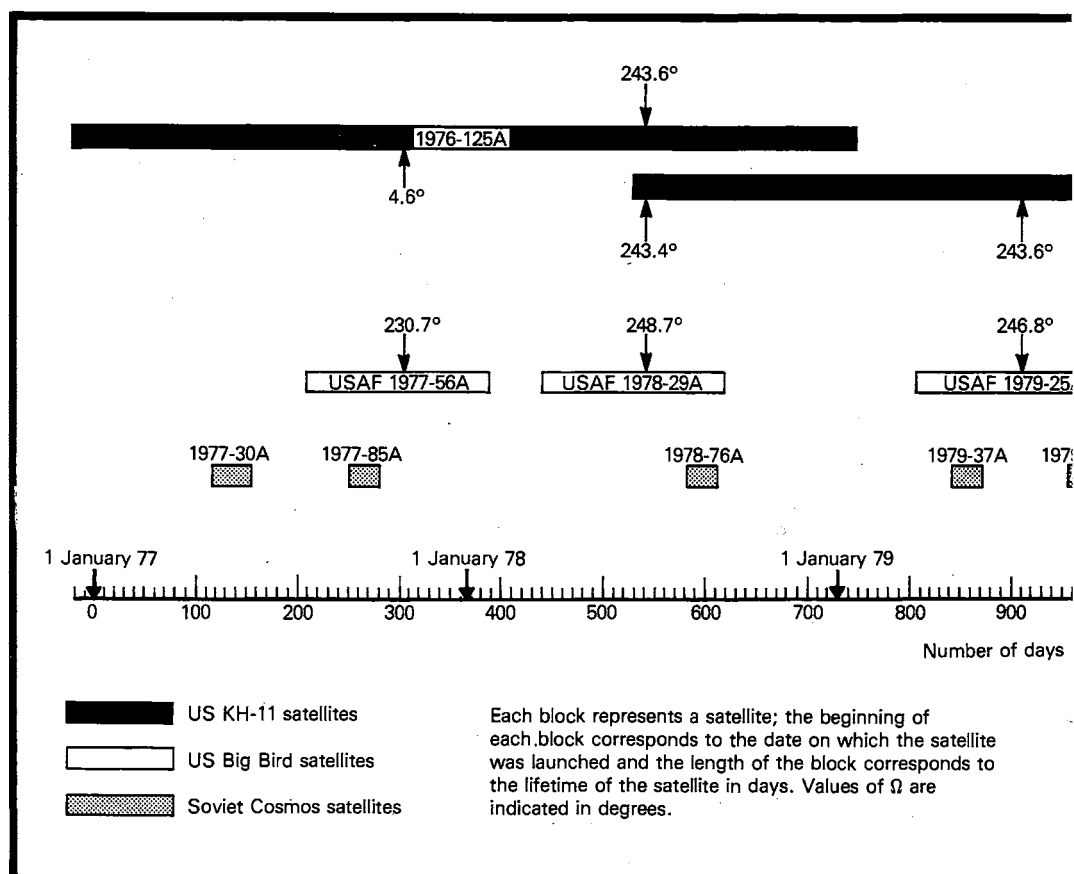 243.6°
1976-125A
4.6°
243.4° 243.6°
230.7° 248.7° 246.8°
USAF 1977-56A USAF 1978-29A USAF 1979-25A
1977-30A 1977-85A 1978-76A 1979-37A 1979
1 January 77 1 January 78 1 January 79
0 100 200 300 400 500 600 700 800 900
Number of days
US KH-11 satellites
US Big Bird satellites
Soviet Cosmos satellites
Each block represents a satellite; the beginning of
each block corresponds to the date on which the satellite
was launched and the length of the block corresponds to
the lifetime of the satellite in days. Values of Ω are
indicated in degrees.